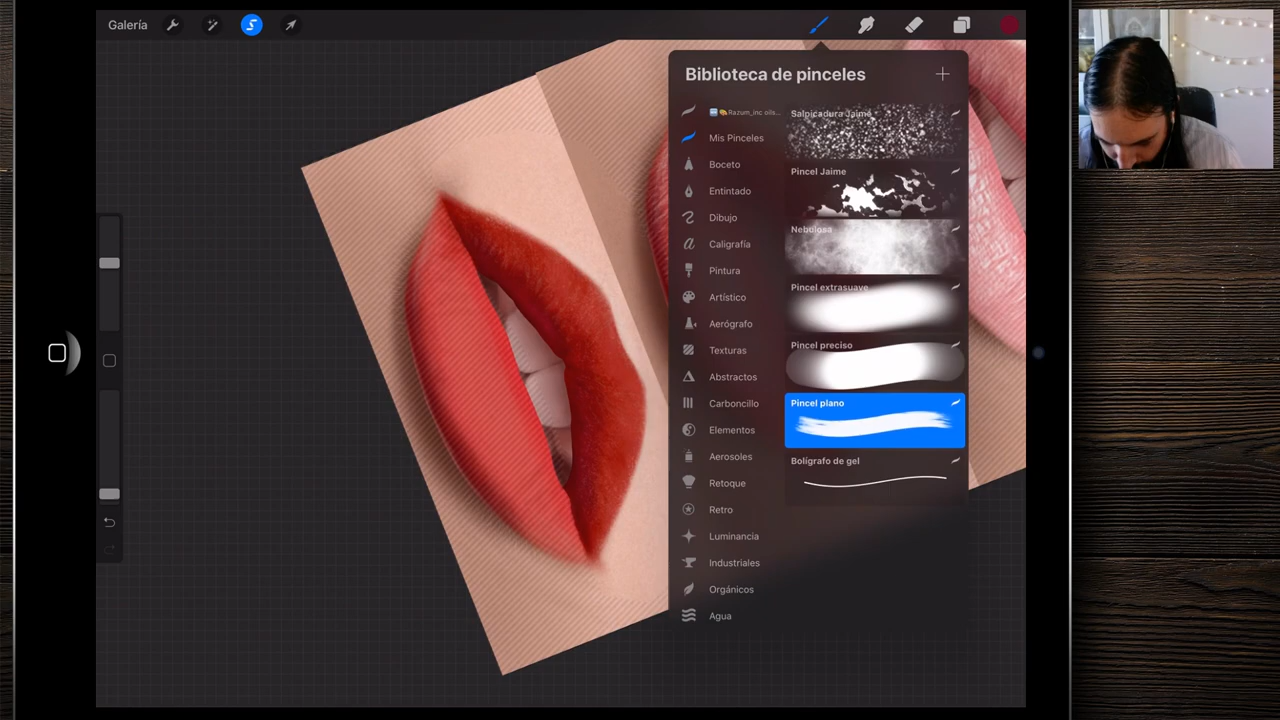 Galería
Biblioteca de pinceles
Razum_inc oils...
Mis Pinceles
Boceto
Entintado
Dibujo
Caligrafía
Pintura
Artístico
Aerógrafo
Texturas
Abstractos
Carboncillo
Elementos
Aerosoles
Retoque
Retro
Luminancia
Industriales
Orgánicos
Agua
Salpicadura Jaime
Pincel Jaime
Nebulosa
Pincel extrasuave
Pincel preciso
Pincel plano
Bolígrafo de gel